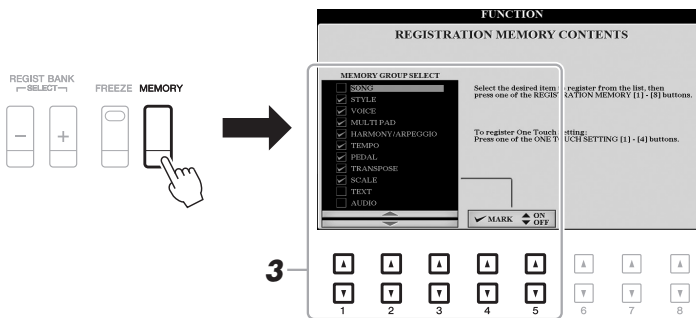 REGIST BANK
SELECT
FREEZE
MEMORY
− +
3
FUNCTION
REGISTRATION MEMORY CONTENTS
MEMORY GROUP SELECT
SONG
STYLE
VOICE
MULTI PAD
HARMONY/ARPEGGIO
TEMPO
PEDAL
TRANSPOSE
SCALE
TEXT
AUDIO
Select the desired item to register from the list, then
press one of the REGISTRATION MEMORY [1] - [8] buttons.
To register One Touch Setting:
Press one of the ONE TOUCH SETTING [1] - [4] buttons.
MARK ON
OFF
1 2 3 4 5 6 7 8